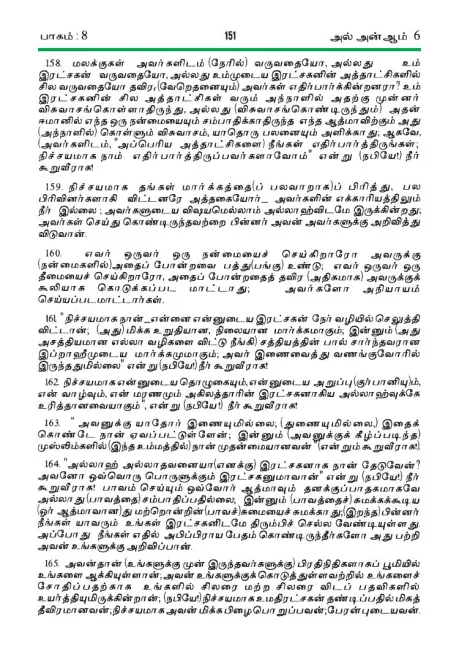 பாகம் : 8 151 அல் அன்ஆம் 6
158. மலக்குகள் அவர்களிடம் (நேரில்) வருவதையோ, அல்லது உம்
இரட்சகன் வருவதையோ, அல்லது உம்முடைய இரட்சகனின் அத்தாட்சிகளில்
சில வருவதையோ தவிர, (வேறெதனையும்) அவர்கள் எதிர்பார்க்கின்றனரா? உம்
இரட்சகனின் சில அத்தாட்சிகள் வரும் அந்நாளில் அதற்கு முன்னர்
விசுவாசங்கொள்ளாதிருந்து, அல்லது (விசுவாசங்கொண்டிருந்தும்) அதன்
ஈமானில் எந்த ஒரு நன்மையையும் சம்பாதிக்காதிருந்த எந்த ஆத்மாவிற்கும் அது
(அந்நாளில்) கொள்ளும் விசுவாசம், யாதொரு பலனையும் அளிக்காது; ஆகவே,
(அவர்களிடம், "அப்பெரிய அத்தாட்சிகளை) நீங்கள் எதிர்பார்த்திருங்கள்;
நிச்சயமாக நாம் எதிர்பார்த்திருப்பவர்களாவோம்" என்று (நபியே!) நீர்
கூறுவீராக!
159. நிச்சயமாக தங்கள் மார்க்கத்தை(ப் பலவாறாக)ப் பிரித்து, பல
பிரிவினர்களாகி விட்டனரே அத்தகையோர்_ அவர்களின் எக்காரியத்திலும்
நீர் இல்லை ; அவர்களுடைய விஷயமெல்லாம் அல்லாஹ்விடமே இருக்கின்றது;
அவர்கள் செய்து கொண்டிருந்தவற்றை பின்னர் அவன் அவர்களுக்கு அறிவித்து
விடுவான்.
160. எவர் ஒருவர் ஒரு நன்மையைச் செய்கிறாரோ அவருக்கு
(நன்மைகளில்)அதைப் போன்றவை பத்து(பங்கு) உண்டு; எவர் ஒருவர் ஒரு
தீமையைச் செய்கிறாரோ, அதைப் போன்றதைத் தவிர (அதிகமாக) அவருக்குக்
கூலியாக கொடுக்கப்பட மாட்டாது; அவர்களோ அநியாயம்
செய்யப்படமாட்டார்கள்.
161. "நிச்சயமாக நான்_என்னை என்னுடைய இரட்சகன் நேர் வழியில் செலுத்தி
விட்டான்; (அது) மிக்க உறுதியான, நிலையான மார்க்கமாகும்; இன்னும் (அது
அசத்தியமான எல்லா வழிகளை விட்டு நீங்கி) சத்தியத்தின் பால் சார்ந்தவரான
இப்றாஹீமுடைய மார்க்கமுமாகும்; அவர் இணைவைத்து வணங்குவோரில்
இருந்ததுமில்லை" என்று (நபியே!) நீர் கூறுவீராக!
162. நிச்சயமாக என்னுடைய தொழுகையும், என்னுடைய அறுப்பு(குர்பானியு)ம்,
என் வாழ்வும், என் மரணமும் அகிலத்தாரின் இரட்சகனாகிய அல்லாஹ்வுக்கே
உரித்தானவையாகும்", என்று (நபியே!) நீர் கூறுவீராக!
163. " அவனுக்கு யாதோர் இணையுமில்லை; (துணையுமில்லை,) இதைக்
கொண்டே நான் ஏவப்பட்டுள்ளேன்; இன்னும் (அவனுக்குக் கீழ்ப்படிந்த)
முஸ்லிம்களில் (இந்த உம்மத்தில்) நான் முதன்மையானவன்" (என்றும் கூறுவீராக!)
164. "அல்லாஹ் அல்லாதவனையா(எனக்கு) இரட்சகனாக நான் தேடுவேன்?
அவனோ ஒவ்வொரு பொருளுக்கும் இரட்சகனுமாவான்" என்று (நபியே!) நீர்
கூறுவீராக! பாவம் செய்யும் ஒவ்வோர் ஆத்மாவும் தனக்குப்பாதகமாகவே
அல்லாது (பாவத்தை) சம்பாதிப்பதில்லை; இன்னும் (பாவத்தைச்) சுமக்கக்கூடிய
(ஓர் ஆத்மாவான)து மற்றொன்றின் (பாவச்)சுமையைச் சுமக்காது;(இறந்த) பின்னர்
நீங்கள் யாவரும் உங்கள் இரட்சகனிடமே திரும்பிச் செல்ல வேண்டியுள்ளது.
அப்போது நீங்கள் எதில் அபிப்பிராய பேதம் கொண்டிருந்தீர்களோ அது பற்றி
அவன் உங்களுக்கு அறிவிப்பான்.
165. அவன்தான் (உங்களுக்கு முன் இருந்தவர்களுக்கு) பிரதிநிதிகளாகப் பூமியில்
உங்களை ஆக்கியுள்ளான்; அவன் உங்களுக்குக் கொடுத்துள்ளவற்றில் உங்களைச்
சோதிப்பதற்காக உங்களில் சிலரை மற்ற சிலரை விடப் பதவிகளில்
உயர்த்தியுமிருக்கின்றான்; (நபியே!) நிச்சயமாக உமதிரட்சகன் தண்டிப்பதில் மிகத்
தீவிரமானவன்; நிச்சயமாக அவன் மிக்க பிழைபொறுப்பவன்; பேரன்புடையவன்.